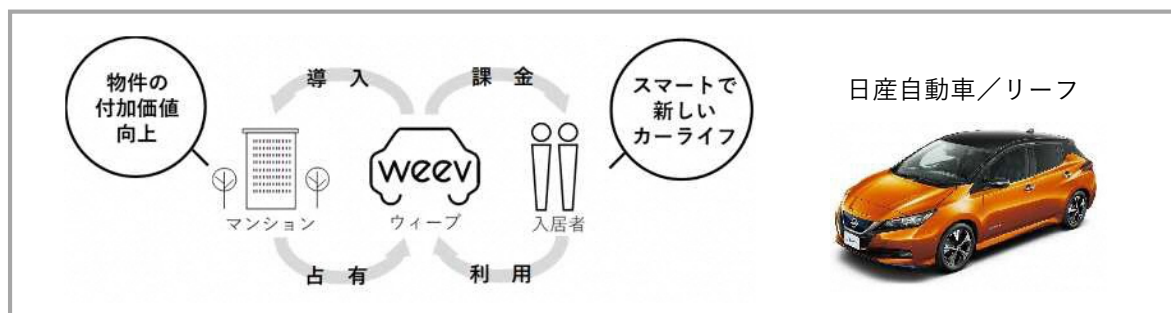 物件の
付加価値
向上
導入
課金
スマートで
新しい
カーライフ
weev
マンション
ウィーブ
入居者
占有
利用
日産自動車／リーフ